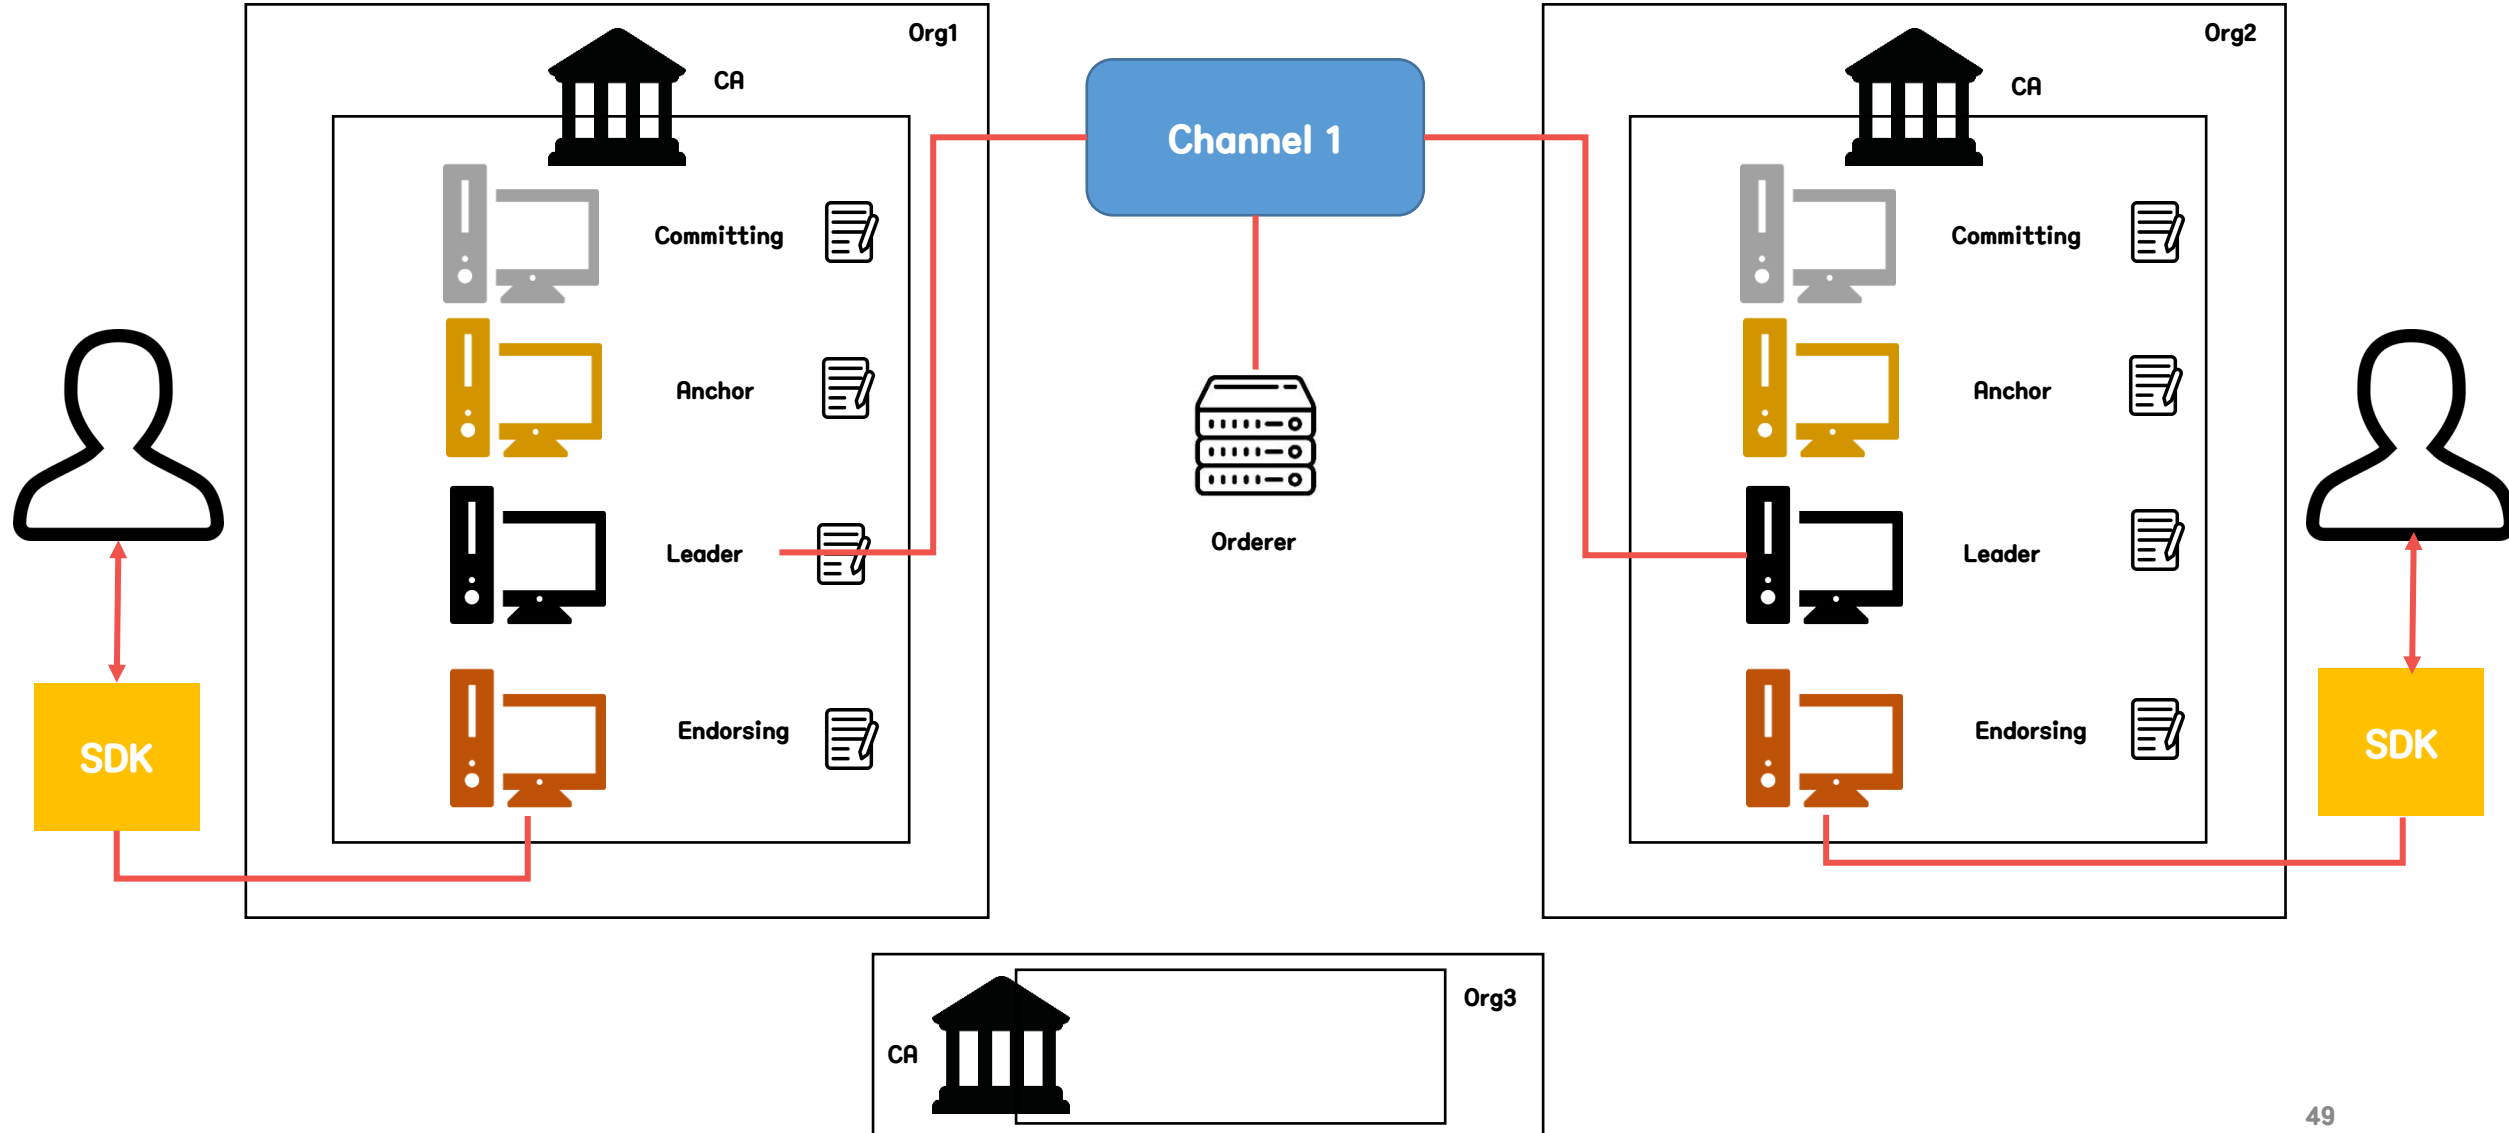 Org1
CA
Committing
Anchor
Leader
Endorsing
SDK
Channel 1
Orderer
Org2
CA
Committing
Anchor
Leader
Endorsing
SDK
Org3
CA
49